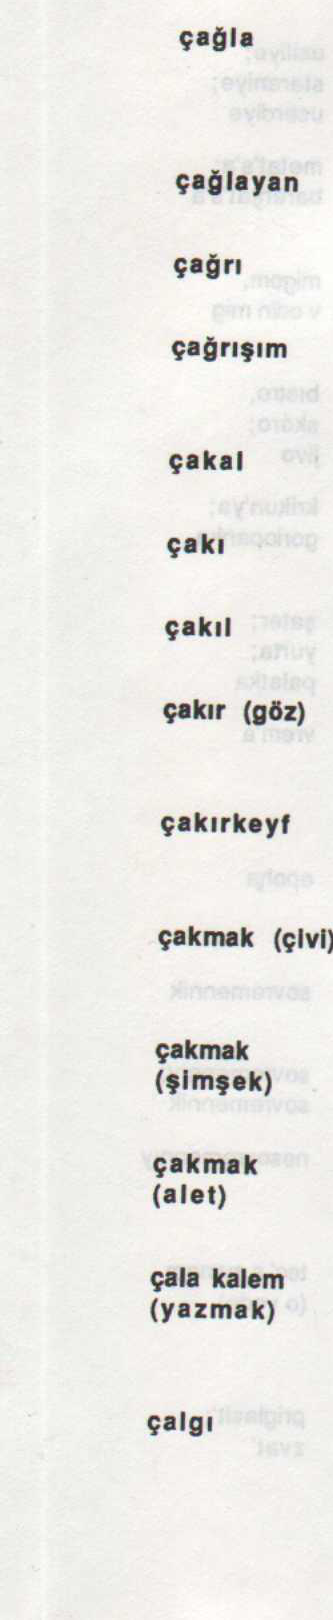 çağla
çağlayan
çağrı
çağrışım
çakal
çakı
çakıl
çakır (göz)
çakırkeyf
çakmak (çivi)
çakmak
(şimşek)
çakmak
(alet)
çala kalem
(yazmak)
çalgı